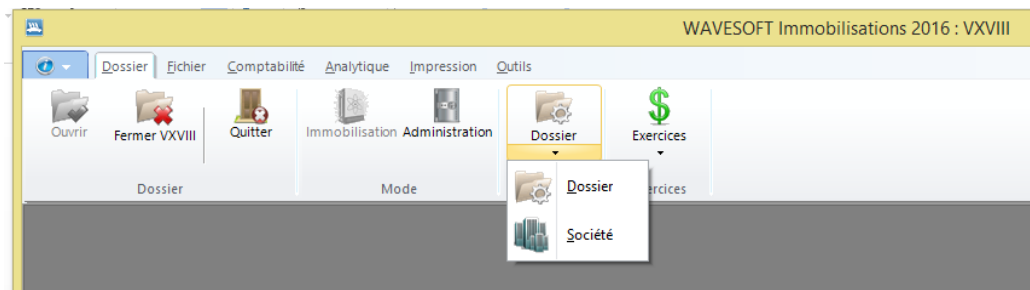 WAVESOFT Immobilisations 2016 : VXVIII
Dossier Fichier Comptabilité Analytique Impression Outils
Ouvrir Fermer VXVIII Quitter Immobilisation Administration Dossier Exercices
Dossier Mode ercices
Dossier
Société